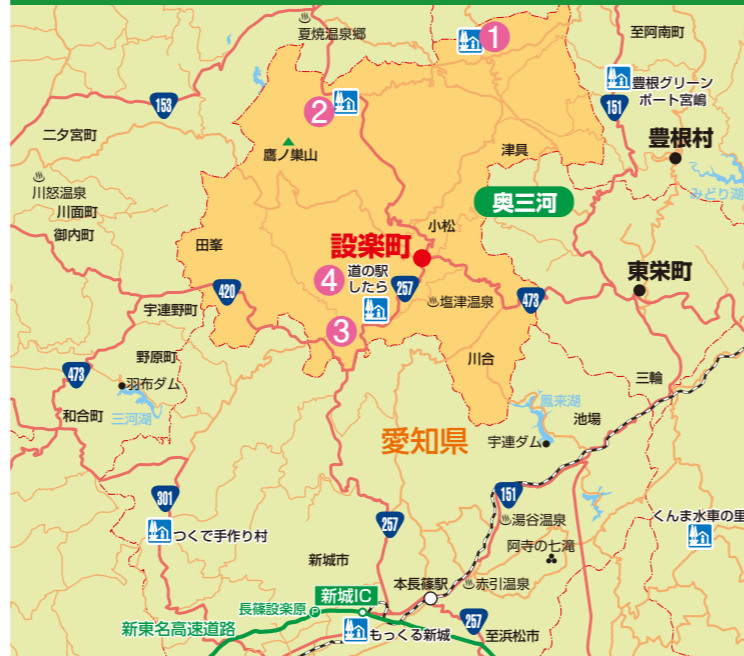 夏焼温泉郷
1
至阿南町
153
2
豊根グリーン
ポート宮嶋
151
二タ宮町
豊根村
鷹ノ巣山
津具
川怒温泉
みどり湖
川面町
奥三河
御内町
小松
田峯
設楽町
東栄町
4
道の駅
したら
257
420
塩津温泉
473
宇連野町
3
野原町
川合
三輪
473
羽布ダム
鳳来湖
三河湖
和合町
池場
愛知県
宇連ダム
301
151
つくで手作り村
257
湯谷温泉
くんま水車の里
阿寺の七滝
新城市
本長篠駅
赤引温泉
新城IC
長篠設楽原
P
257
新東名高速道路
もっくる新城
至浜松市